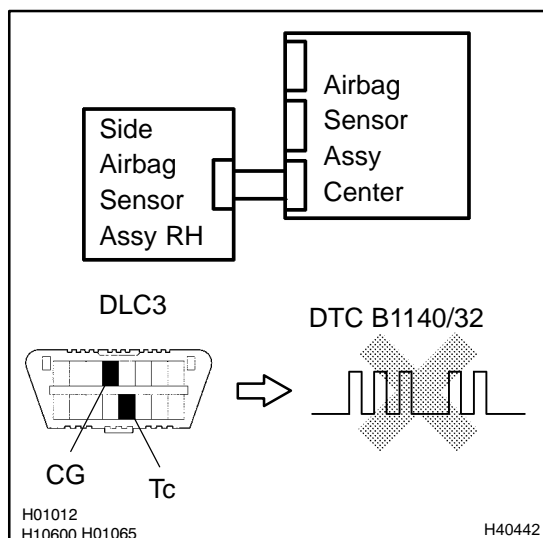 Airbag
Sensor
Assy
Center
Side
Airbag
Sensor
Assy RH
DLC3
DTC B1140/32
CG
Tc
H01012
H10600 H01065
H40442